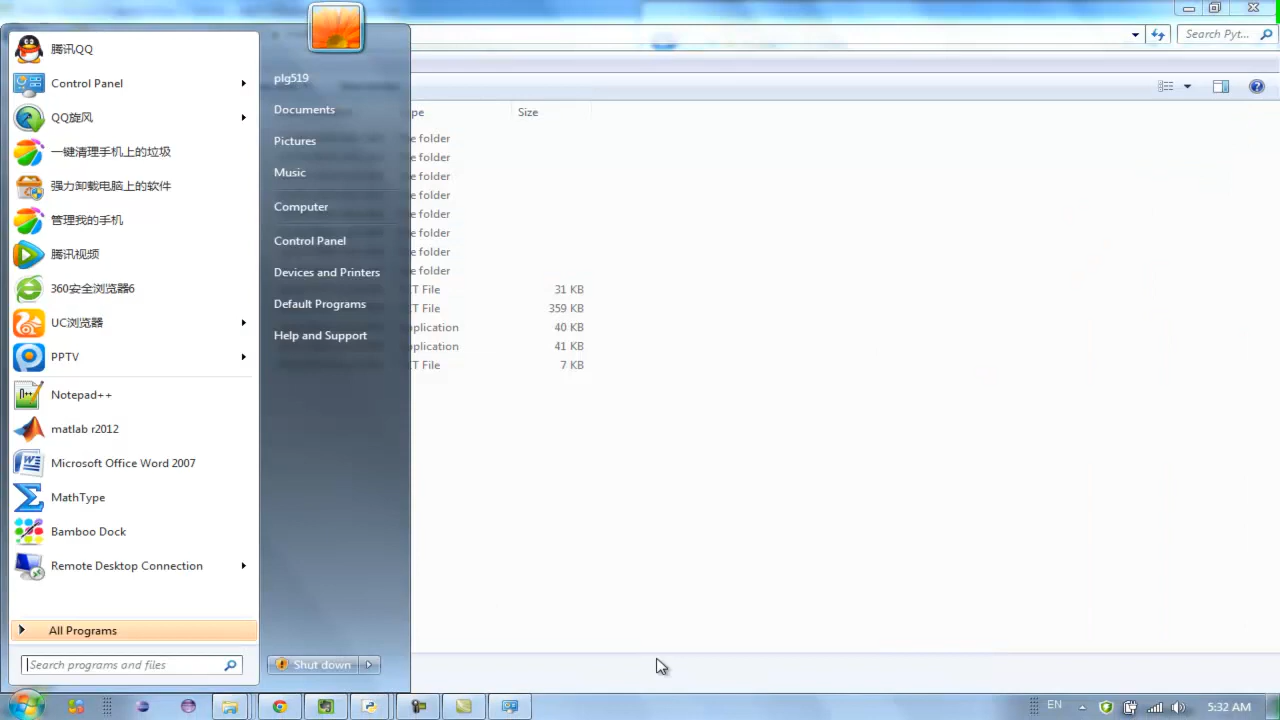 腾讯QQ
Control Panel
QQ旋风
一键清理手机上的垃圾
强力卸载电脑上的软件
管理我的手机
腾讯视频
360安全浏览器6
UC浏览器
PPTV
Notepad++
matlab r2012
Microsoft Office Word 2007
MathType
Bamboo Dock
Remote Desktop Connection
All Programs
Search programs and files
plg519
Documents
Pictures
Music
Computer
Control Panel
Devices and Printers
Default Programs
Help and Support
Shut down
Search Pyt...
pe Size
e folder
e folder
e folder
e folder
e folder
e folder
e folder
e folder
T File 31 KB
T File 359 KB
plication 40 KB
plication 41 KB
T File 7 KB
EN 5:32 AM